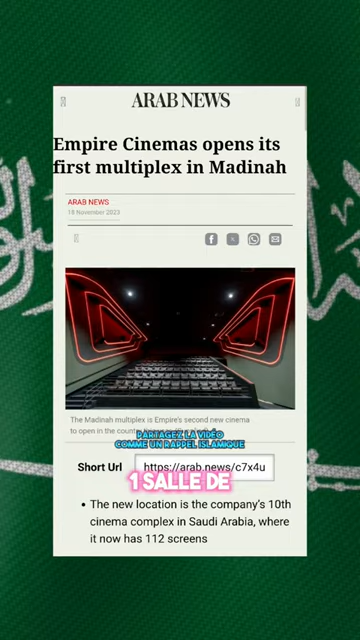 ARAB NEWS
Empire Cinemas opens its
first multiplex in Madinah
ARAB NEWS
18 November 2023
The Madinah multiplex is Empire's second new cinema
to open in the
PARTAGEZ LA VIDÉO
COMME UN RAPPEL ISLAMIQUE
Short Url
https://arab.news/c7x4u
1 SALLE DE
• The new location is the company's 10th
cinema complex in Saudi Arabia, where
it now has 112 screens